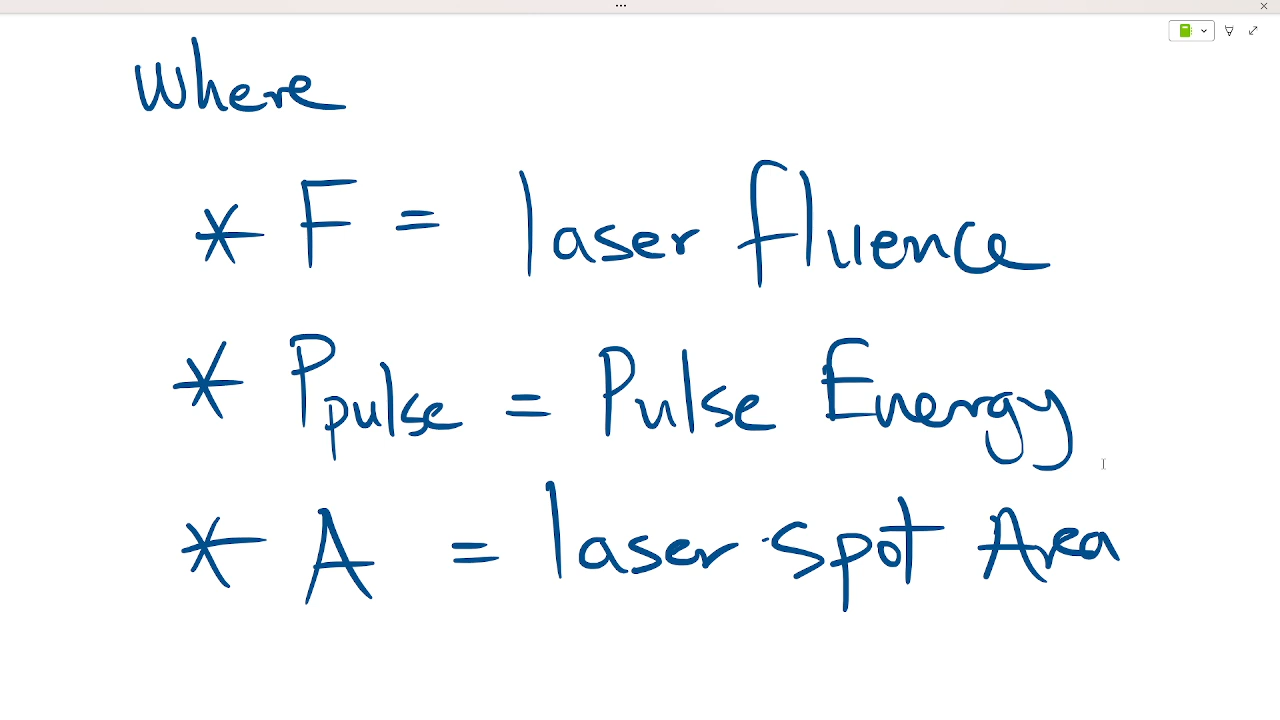 Where
* F = laser fluence
* Ppulse = Pulse Energy
* A = laser spot Area